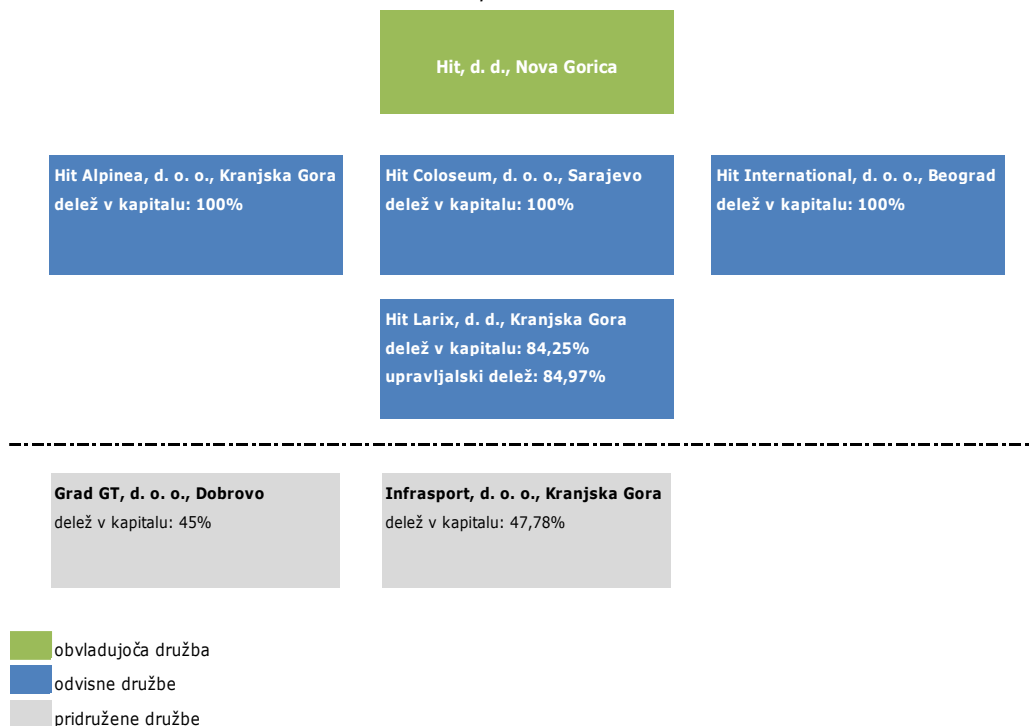 Hit, d. d., Nova Gorica
Hit Alpinea, d. o. o., Kranjska Gora
delež v kapitalu: 100%
Hit Coloseum, d. o. o., Sarajevo
delež v kapitalu: 100%
Hit International, d. o. o., Beograd
delež v kapitalu: 100%
Hit Larix, d. d., Kranjska Gora
delež v kapitalu: 84,25%
upravljalski delež: 84,97%
Grad GT, d. o. o., Dobrovo
delež v kapitalu: 45%
Infrasport, d. o. o., Kranjska Gora
delež v kapitalu: 47,78%
obvladujoča družba
odvisne družbe
pridružene družbe